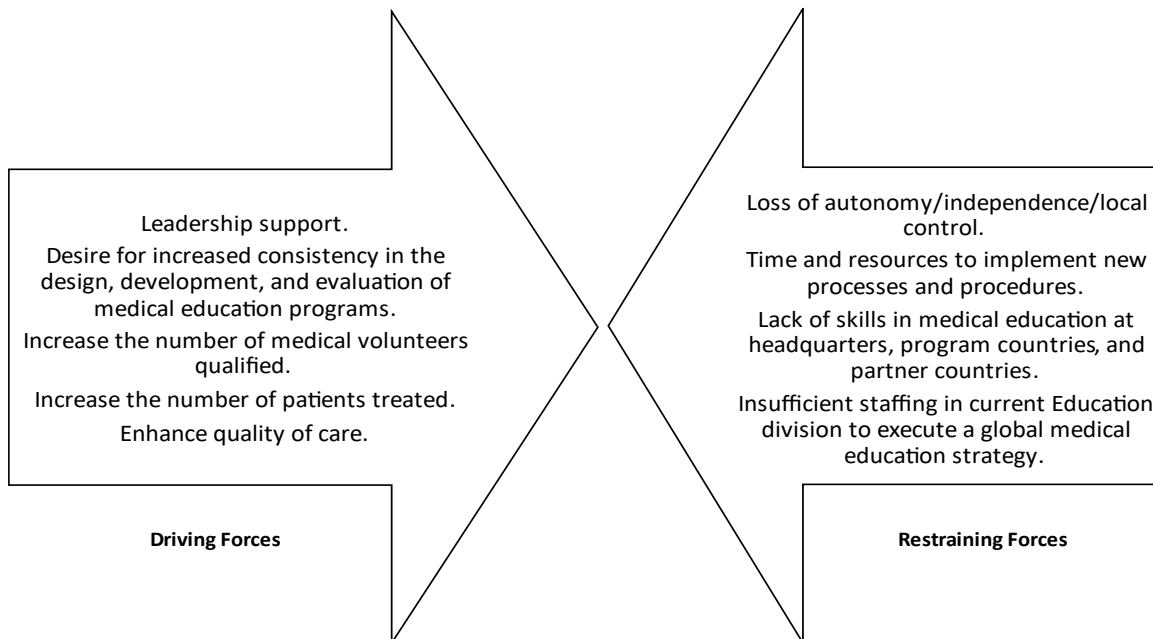 Leadership support.
Desire for increased consistency in the
design, development, and evaluation of
medical education programs.
Increase the number of medical volunteers
qualified.
Increase the number of patients treated.
Enhance quality of care.
Driving Forces
Loss of autonomy/independence/local
control.
Time and resources to implement new
processes and procedures.
Lack of skills in medical education at
headquarters, program countries, and
partner countries.
Insufficient staffing in current Education
division to execute a global medical
education strategy.
Restraining Forces